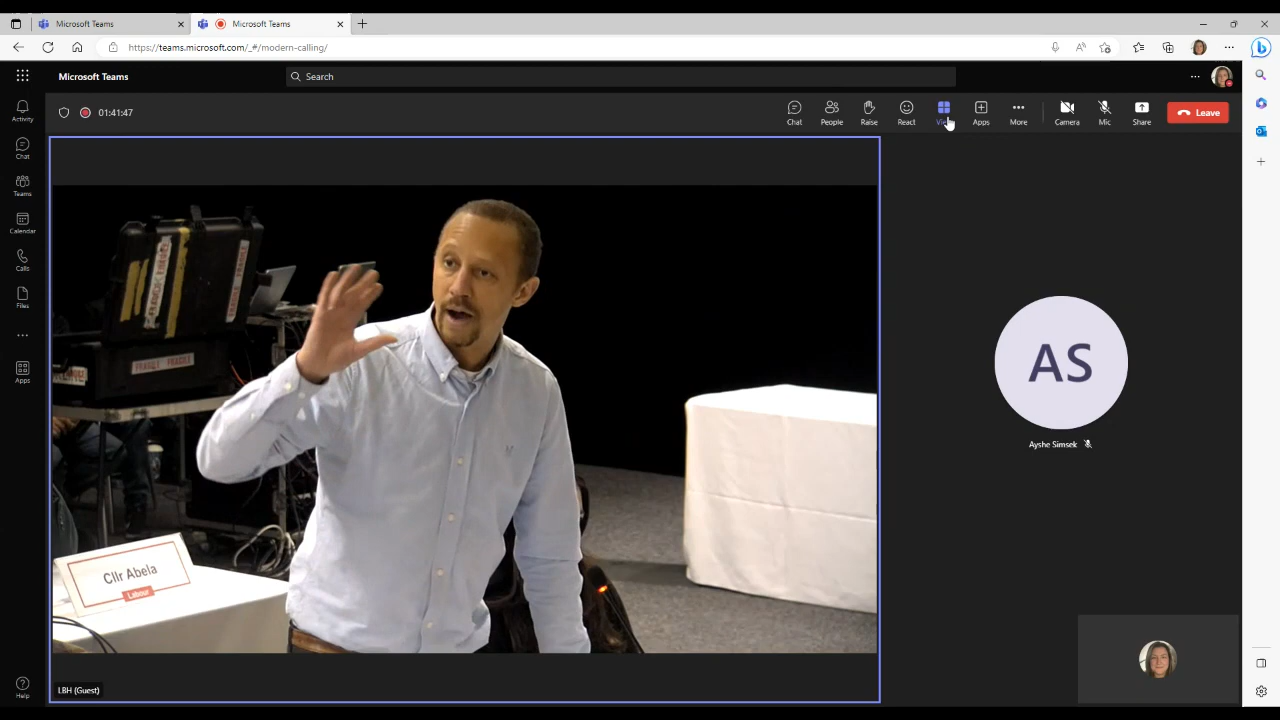 Microsoft Teams
Microsoft Teams
https://teams.microsoft.com/_#/modern-calling/
Microsoft Teams
Search
01:41:47
Chat
People
Raise
React
Apps
More
Camera
Mic
Share
Leave
Activity
Chat
Teams
Calendar
Calls
Files
Apps
Help
FRAGILE FRAGILE
Cllr Abela
Labour
LBH (Guest)
AS
Ayshe Simsek